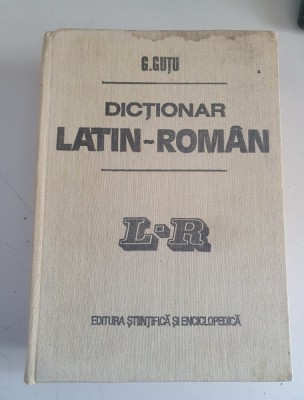 G.GUȚU
DICȚIONAR
LATIN-ROMÂN
L-R
EDITURA ȘTIINȚIFICĂ ȘI ENCICLOPEDICĂ